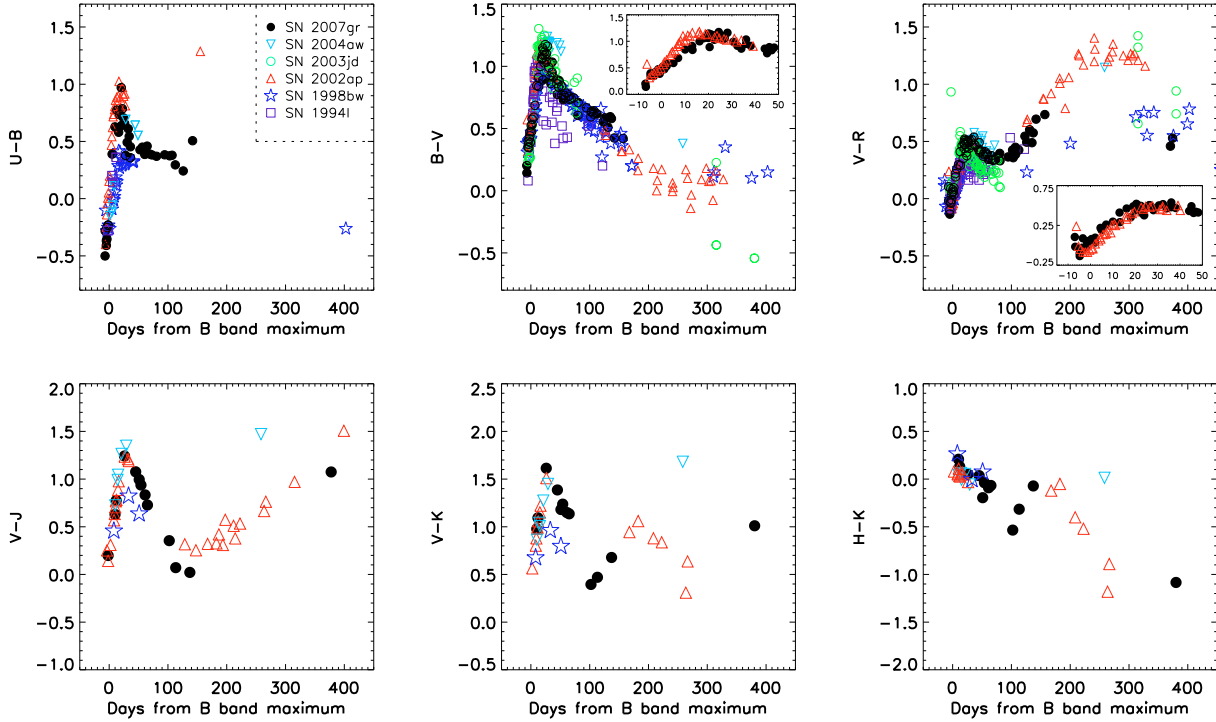 1.5
1.0
0.5
0.0
−0.5
U−B
0 100 200 300 400
Days from B band maximum
SN 2007gr
SN 2004aw
SN 2003jd
SN 2002ap
SN 1998bw
SN 1994I
1.5
1.0
0.5
0.0
−0.5
B−V
0 100 200 300 400
Days from B band maximum
1.5
1.0
0.5
0.0
−10 0 10 20 30 40 50
1.5
1.0
0.5
0.0
−0.5
V−R
0 100 200 300 400
Days from B band maximum
0.75
0.25
−0.25
−10 0 10 20 30 40 50
2.0
1.5
1.0
0.5
0.0
−0.5
−1.0
V−J
0 100 200 300 400
Days from B band maximum
2.5
2.0
1.5
1.0
0.5
0.0
−0.5
V−K
0 100 200 300 400
Days from B band maximum
1.0
0.5
0.0
−0.5
−1.0
−1.5
−2.0
H−K
0 100 200 300 400
Days from B band maximum